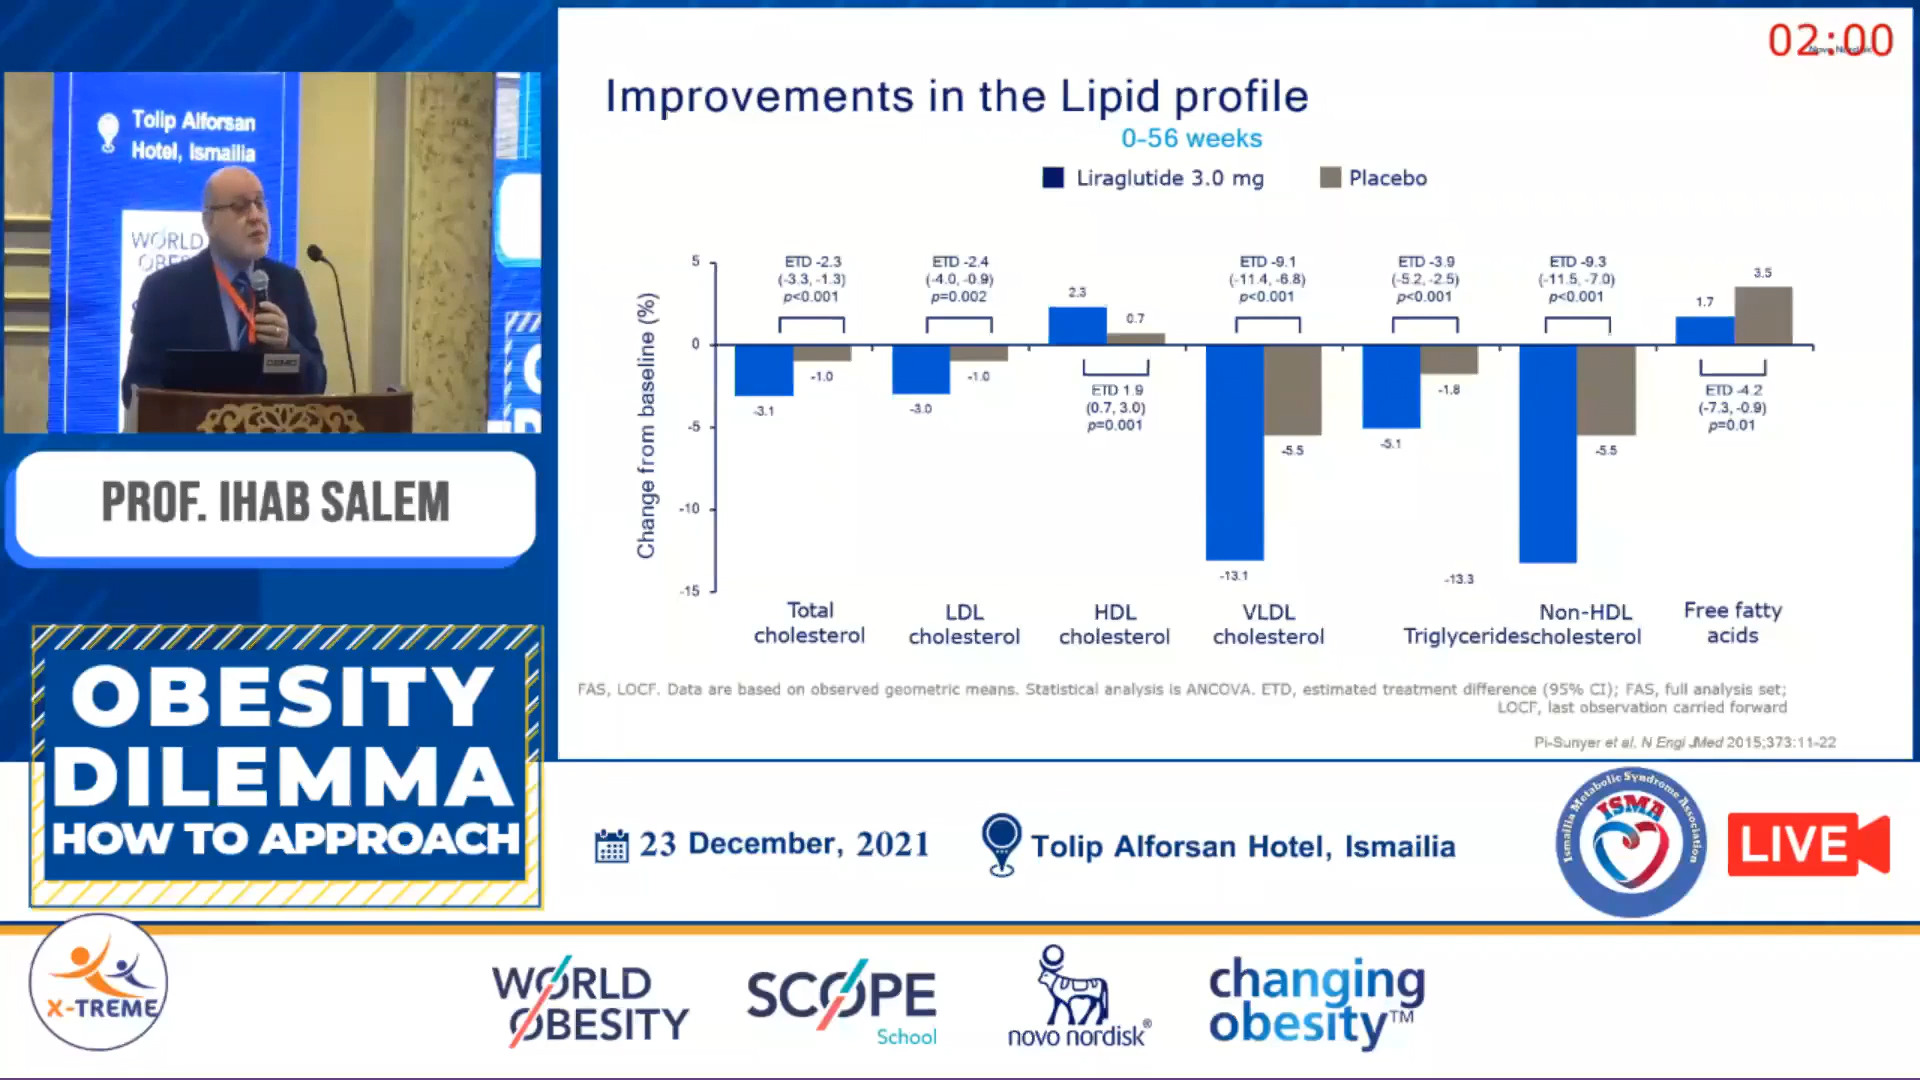 02:00
Improvements in the Lipid profile
0-56 weeks
Liraglutide 3.0 mg
Placebo
Change from baseline (%)
5
0
-5
-10
-15
ETD -2.3
(-3.3, -1.3)
p<0.001
-3.1
-1.0
ETD -2.4
(-4.0, -0.9)
p=0.002
-3.0
-1.0
2.3
0.7
ETD 1.9
(0.7, 3.0)
p=0.001
ETD -9.1
(-11.4, -6.8)
p<0.001
-13.1
-5.5
ETD -3.9
(-5.2, -2.5)
p<0.001
-5.1
-1.8
ETD -9.3
(-11.5, -7.0)
p<0.001
-13.3
-5.5
1.7
3.5
ETD -4.2
(-7.3, -0.9)
p=0.01
Total
cholesterol
LDL
cholesterol
HDL
cholesterol
VLDL
cholesterol
Triglycerides
Non-HDL
cholesterol
Free fatty
acids
FAS, LOCF. Data are based on observed geometric means. Statistical analysis is ANCOVA. ETD, estimated treatment difference (95% CI); FAS, full analysis set;
LOCF, last observation carried forward
Pi-Sunyer et al. N Engl JMed 2015;373:11-22
Tolip Alforsan
Hotel, Ismailia
WORLD
PROF. IHAB SALEM
OBESITY
DILEMMA
HOW TO APPROACH
23 December, 2021
Tolip Alforsan Hotel, Ismailia
Ismailia Metabolic Syndrome Association
ISMA
LIVE
X-TREME
WORLD
OBESITY
SCOPE
School
novo nordisk®
changing
obesity™